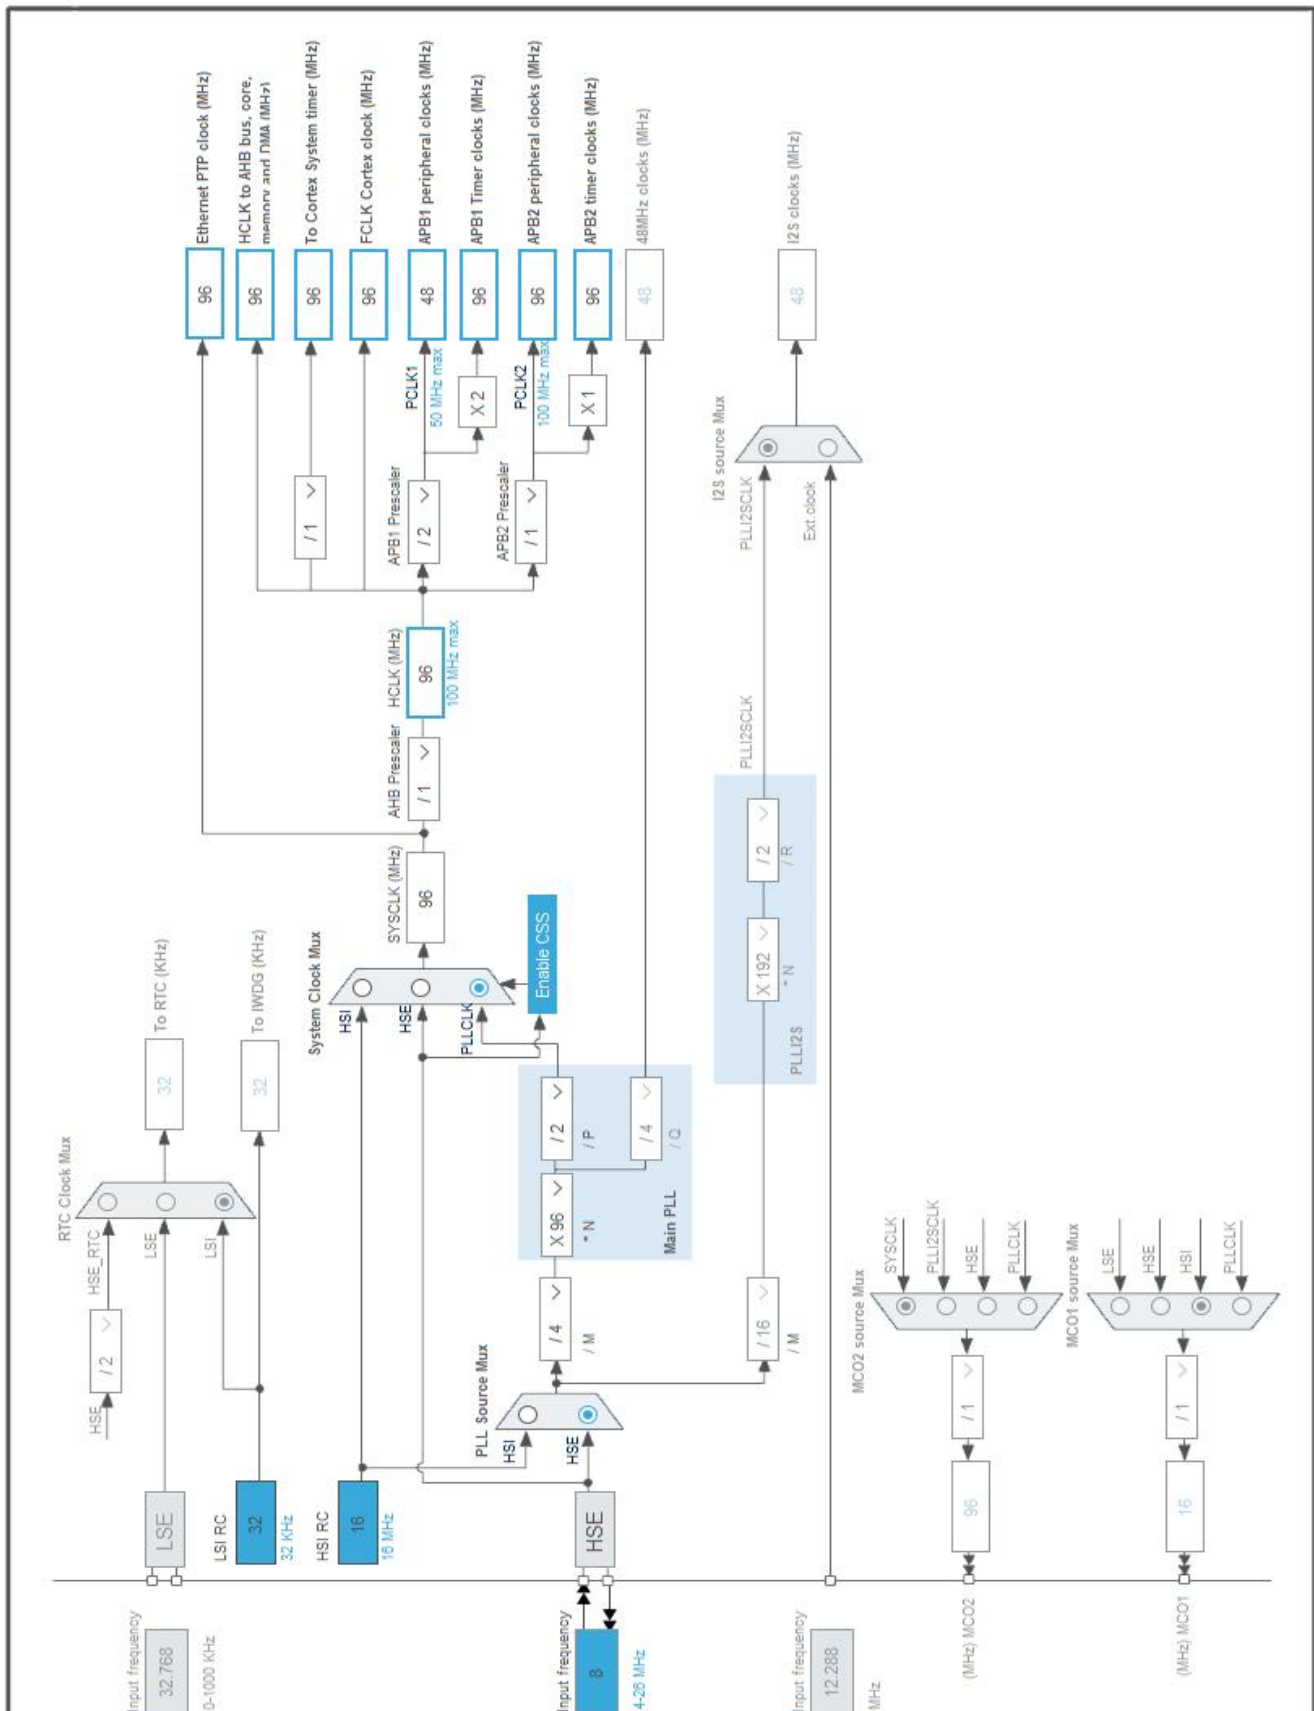 Input frequency
32.768
0-1000 KHz
LSE
HSE
/ 2
HSE_RTC
LSE
LSI
RTC Clock Mux
32
To RTC (KHz)
LSI RC
32
32 KHz
32
To IWDG (KHz)
HSI RC
16
16 MHz
System Clock Mux
HSI
HSE
PLLCLK
Enable CSS
SYSCLK (MHz)
96
AHB Prescaler
/ 1
HCLK (MHz)
96
100 MHz max
96
Ethernet PTP clock (MHz)
96
HCLK to AHB bus, core,
memory and DMA (MHz)
/ 1
96
To Cortex System timer (MHz)
96
FCLK Cortex clock (MHz)
APB1 Prescaler
/ 2
PCLK1
50 MHz max
48
APB1 peripheral clocks (MHz)
X 2
96
APB1 Timer clocks (MHz)
APB2 Prescaler
/ 1
PCLK2
100 MHz max
96
APB2 peripheral clocks (MHz)
X 1
96
APB2 timer clocks (MHz)
48
48MHz clocks (MHz)
Input frequency
8
4-26 MHz
HSE
PLL Source Mux
HSI
HSE
/ 4
/ M
X 96
* N
/ 2
/ P
/ 4
/ Q
Main PLL
/ 16
/ M
X 192
* N
/ 2
/ R
PLLI2S
PLLI2SCLK
PLLI2SCLK
I2S source Mux
Ext.clock
48
I2S clocks (MHz)
Input frequency
12.288
MHz
MCO2 source Mux
SYSCLK
PLLI2SCLK
HSE
PLLCLK
/ 1
96
(MHz) MCO2
MCO1 source Mux
LSE
HSE
HSI
PLLCLK
/ 1
16
(MHz) MCO1